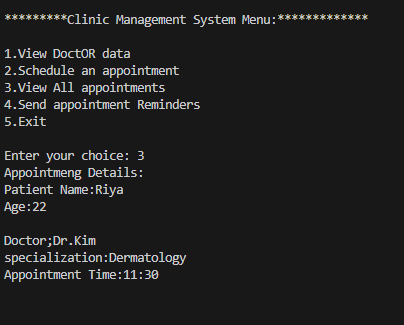 *********Clinic Management System Menu:*************
1.View DoctOR data
2.Schedule an appointment
3.View All appointments
4.Send appointment Reminders
5.Exit
Enter your choice: 3
Appointmeng Details:
Patient Name:Riya
Age:22
Doctor;Dr.Kim
specialization:Dermatology
Appointment Time:11:30